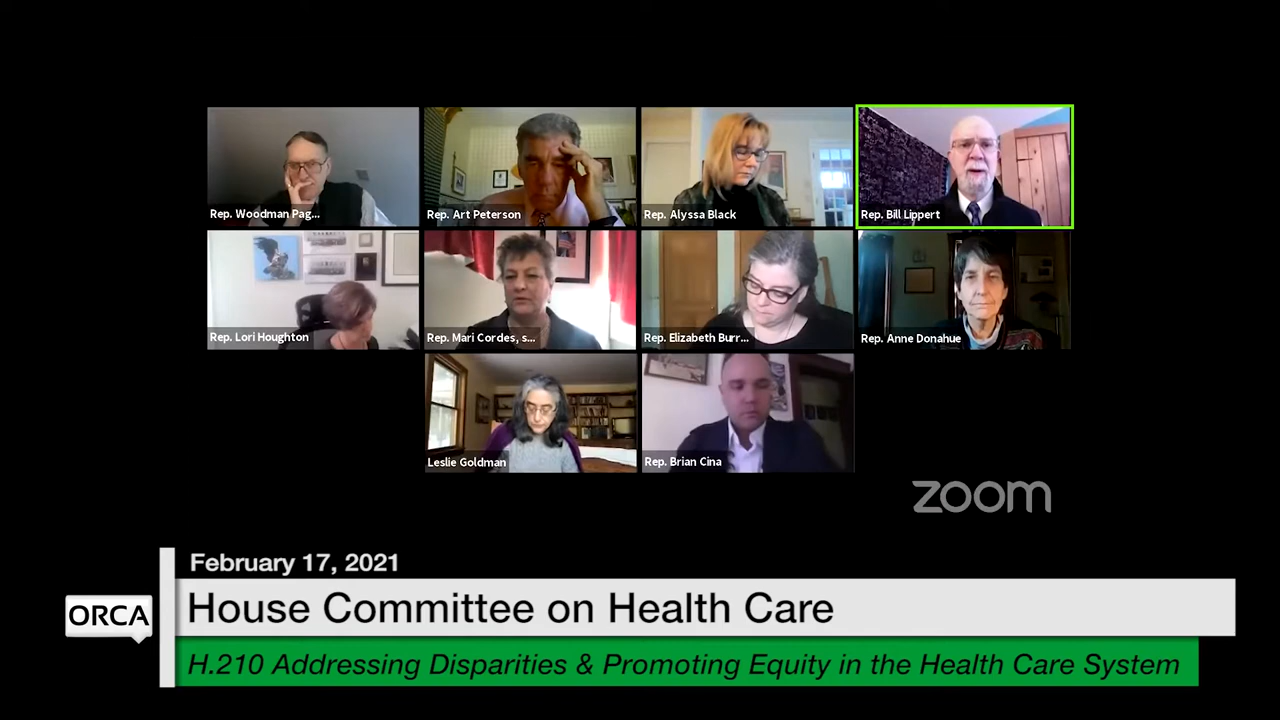 Rep. Woodman Pag...
Rep. Art Peterson
Rep. Alyssa Black
Rep. Bill Lippert
Rep. Lori Houghton
Rep. Mari Cordes, s...
Rep. Elizabeth Burr...
Rep. Anne Donahue
Leslie Goldman
Rep. Brian Cina
zoom
February 17, 2021
ORCA
House Committee on Health Care
H.210 Addressing Disparities & Promoting Equity in the Health Care System